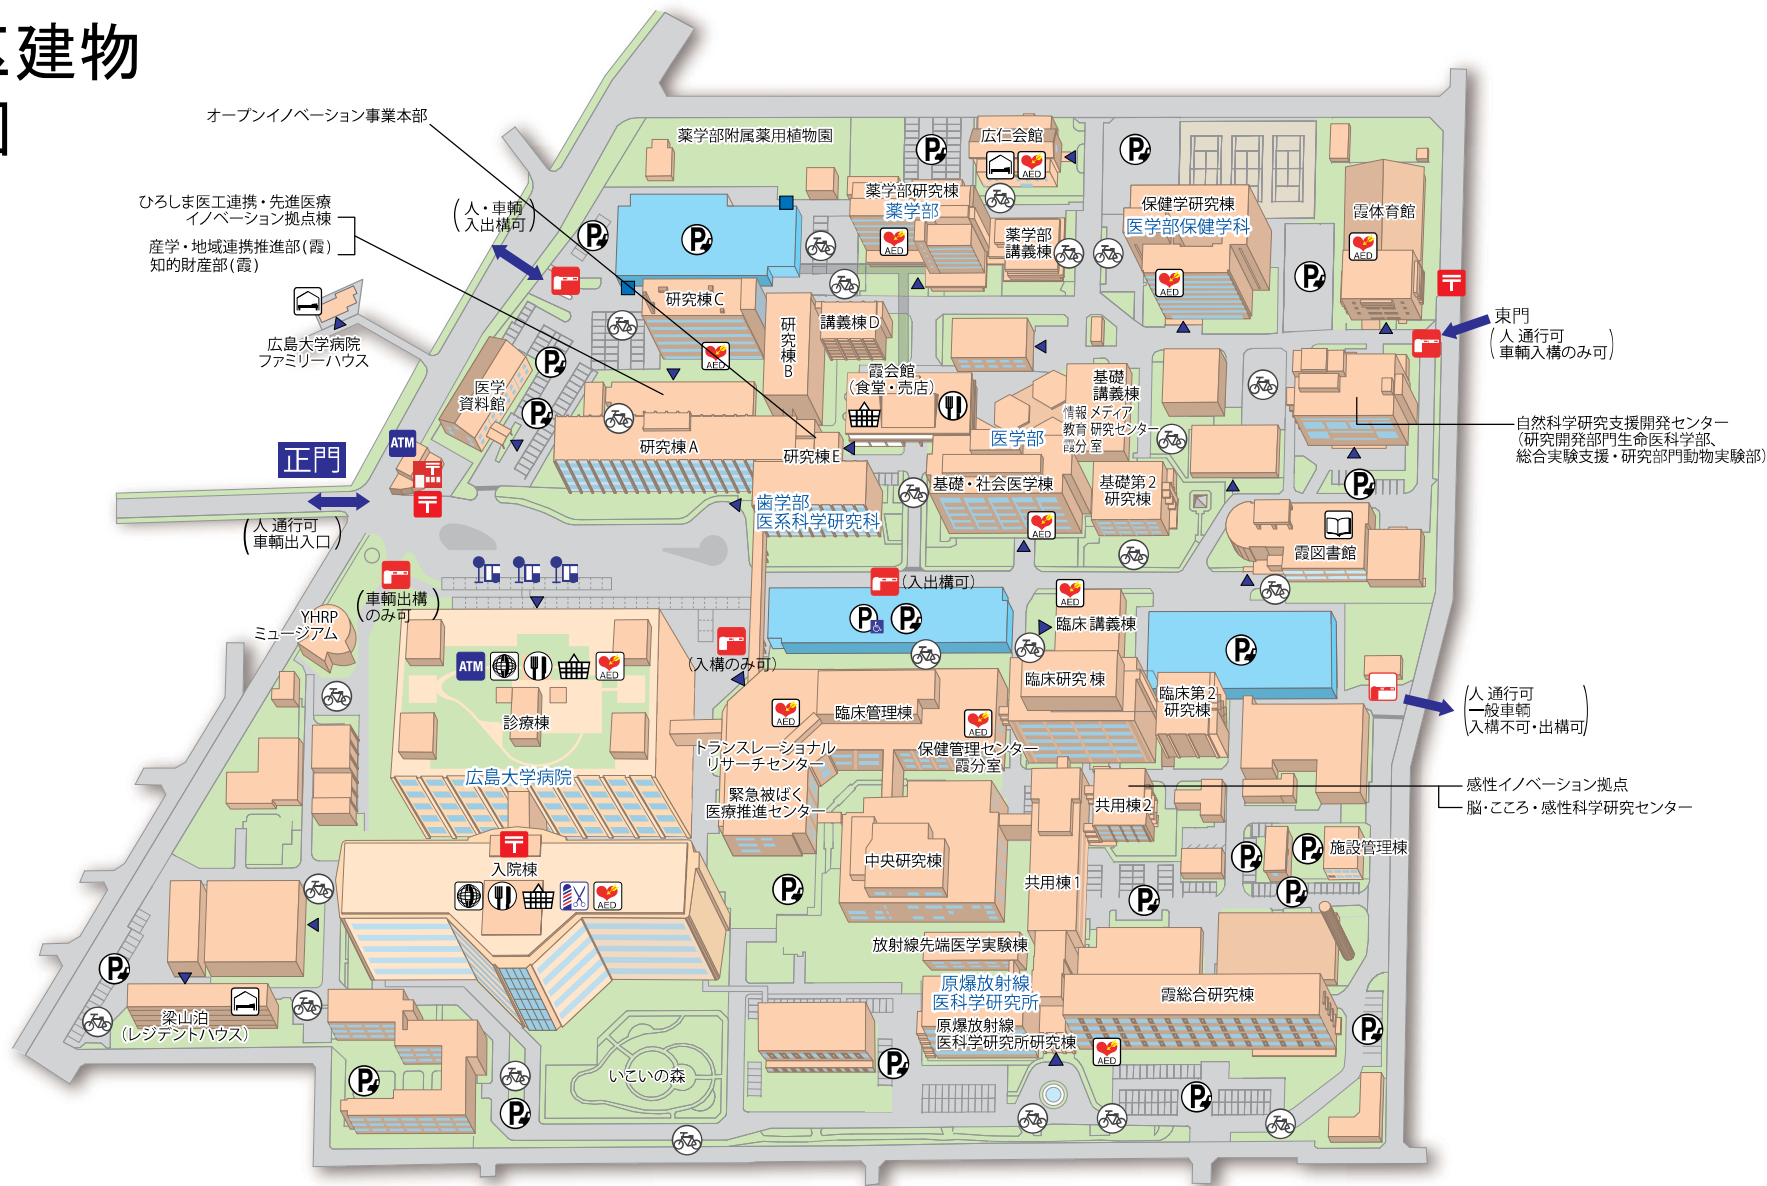 建物
オープンイノベーション事業本部
ひろしま医工連携・先進医療
イノベーション拠点棟
産学・地域連携推進部(霞)
知的財産部(霞)
(人・車輌
入出構可)
広島大学病院
ファミリーハウス
薬学部附属薬用植物園
広仁会館
AED
薬学部研究棟
薬学部
AED
薬学部
講義棟
保健学研究棟
医学部保健学科
AED
霞体育館
AED
東門
(人 通行可
車輌入構のみ可)
研究棟C
AED
研究棟B
講義棟D
霞会館
(食堂・売店)
医学
資料館
研究棟A
研究棟E
歯学部
医系科学研究科
医学部
基礎
講義棟
情報 メディア
教育 研究センター
霞分 室
基礎・社会医学棟
AED
基礎第2
研究棟
自然科学研究支援開発センター
(研究開発部門生命医科学部、
総合実験支援・研究部門動物実験部)
霞図書館
ATM
正門
(人 通行可
車輌出入口)
(車輌出構
のみ可)
YHRP
ミュージアム
ATM
AED
診療棟
広島大学病院
(入構のみ可)
(入出構可)
AED
臨床講義棟
臨床研究棟
臨床第2
研究棟
(人 通行可
一般車輌
入構不可・出構可)
AED
臨床管理棟
AED
トランスレーショナル
リサーチセンター
保健管理センター
霞分室
緊急被ばく
医療推進センター
感性イノベーション拠点
脳・こころ・感性科学研究センター
共用棟2
中央研究棟
共用棟1
施設管理棟
入院棟
AED
放射線先端医学実験棟
原爆放射線
医科学研究所
原爆放射線
医科学研究所研究棟
霞総合研究棟
AED
梁山泊
(レジデントハウス)
いこいの森